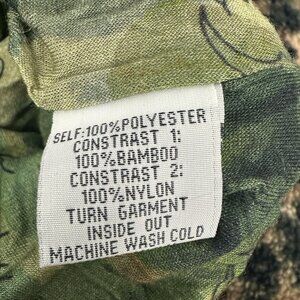 SELF:100%POLYESTER
CONSTRAST 1:
100%BAMBOO
CONSTRAST 2:
100%NYLON
TURN GARMENT
INSIDE OUT
MACHINE WASH COLD